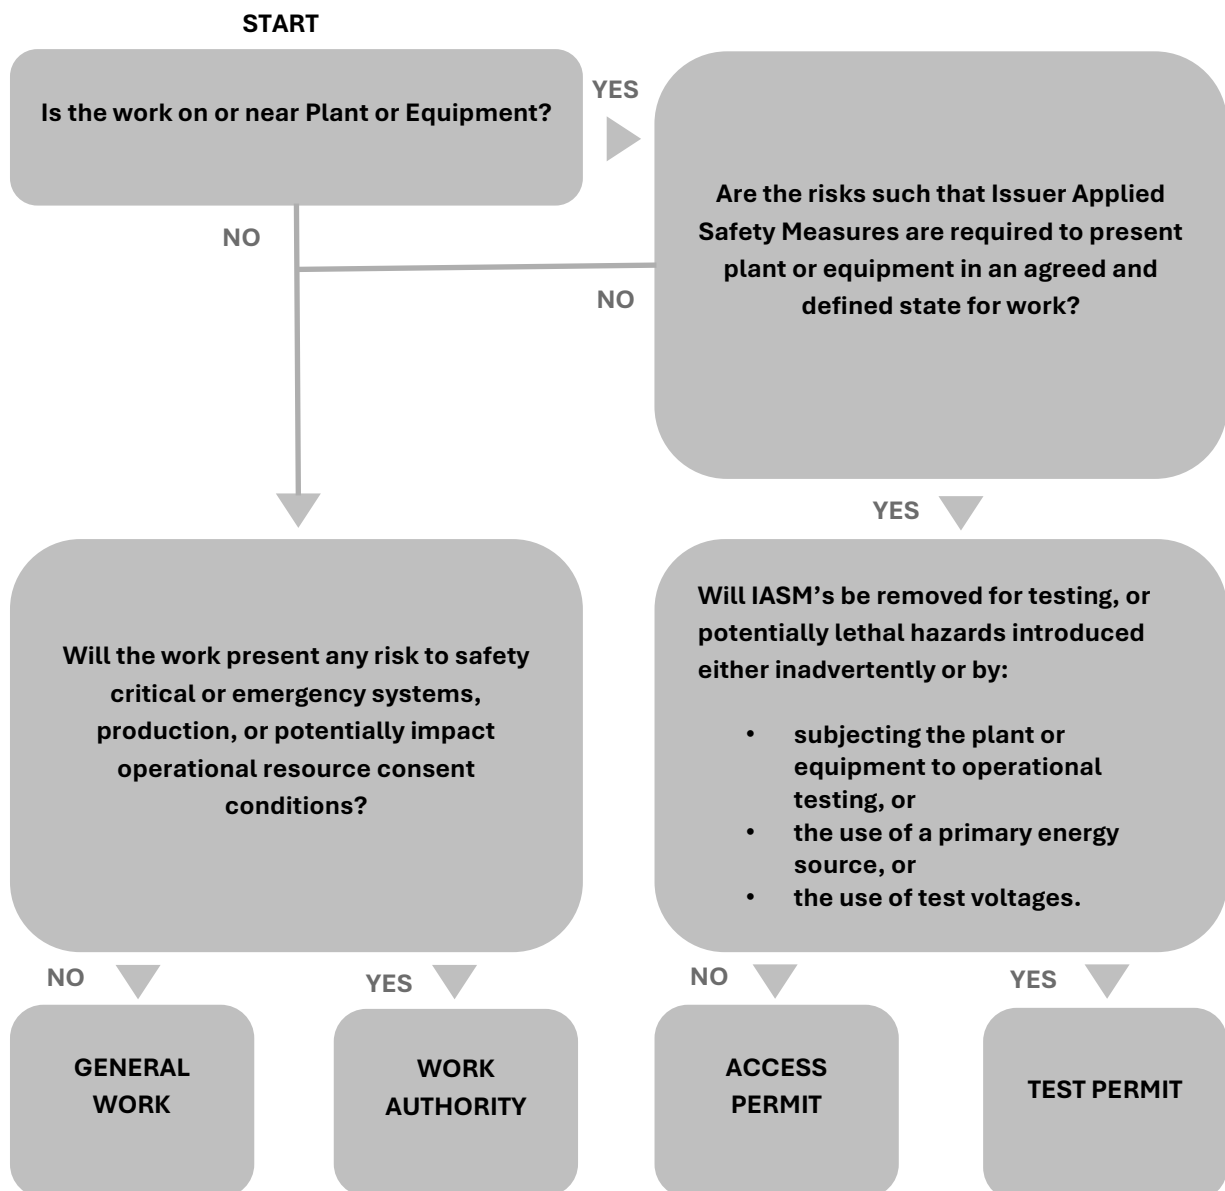 START
Is the work on or near Plant or Equipment?
YES
Are the risks such that Issuer Applied
Safety Measures are required to present
plant or equipment in an agreed and
defined state for work?
NO
NO
YES
Will the work present any risk to safety
critical or emergency systems,
production, or potentially impact
operational resource consent
conditions?
Will IASM’s be removed for testing, or
potentially lethal hazards introduced
either inadvertently or by:
• subjecting the plant or
equipment to operational
testing, or
• the use of a primary energy
source, or
• the use of test voltages.
NO
YES
NO
YES
GENERAL
WORK
WORK
AUTHORITY
ACCESS
PERMIT
TEST PERMIT